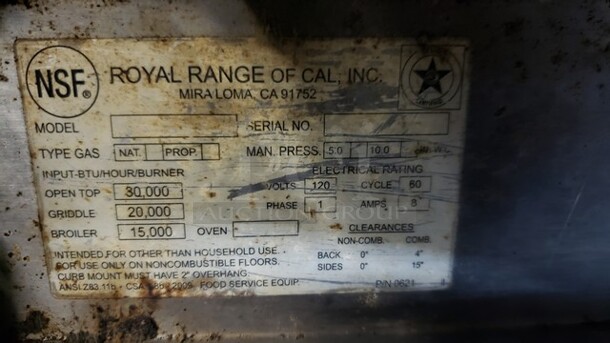 NSF®
ROYAL RANGE OF CAL, INC.
MIRA LOMA, CA 91752
MODEL SERIAL NO.
TYPE GAS NAT. PROP. MAN. PRESS. 5.0 10.0
INPUT-BTU/HOUR/BURNER ELECTRICAL RATING
OPEN TOP 30,000 VOLTS 120 CYCLE 60
GRIDDLE 20,000 PHASE 1 AMPS 8
BROILER 15,000 OVEN CLEARANCES
NON-COMB. COMB.
INTENDED FOR OTHER THAN HOUSEHOLD USE. BACK 0" 4"
FOR USE ONLY ON NONCOMBUSTIBLE FLOORS. SIDES 0" 15"
CURB MOUNT MUST HAVE 2" OVERHANG
FOOD SERVICE EQUIP. P/N